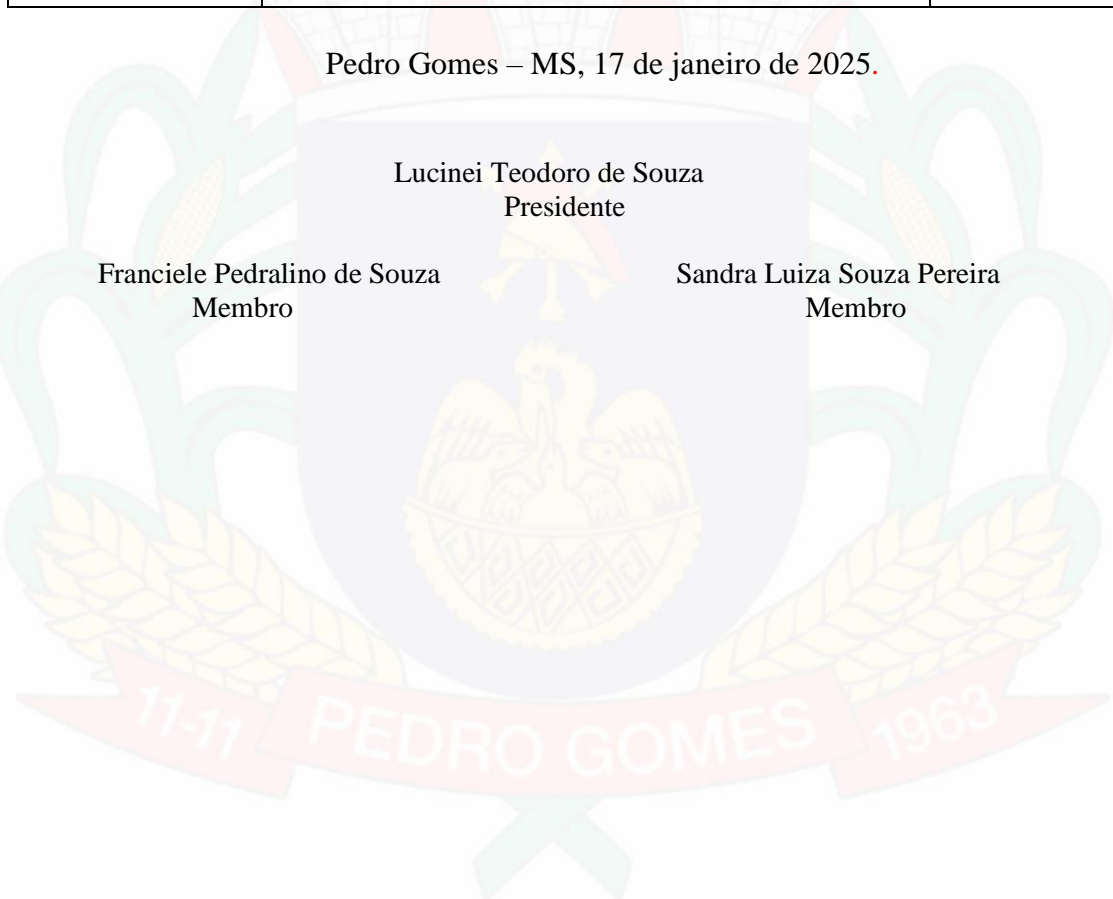 Pedro Gomes – MS, 17 de janeiro de 2025.
Lucinei Teodoro de Souza
Presidente
Franciele Pedralino de Souza Sandra Luiza Souza Pereira
Membro Membro
11-11 PEDRO GOMES 1963